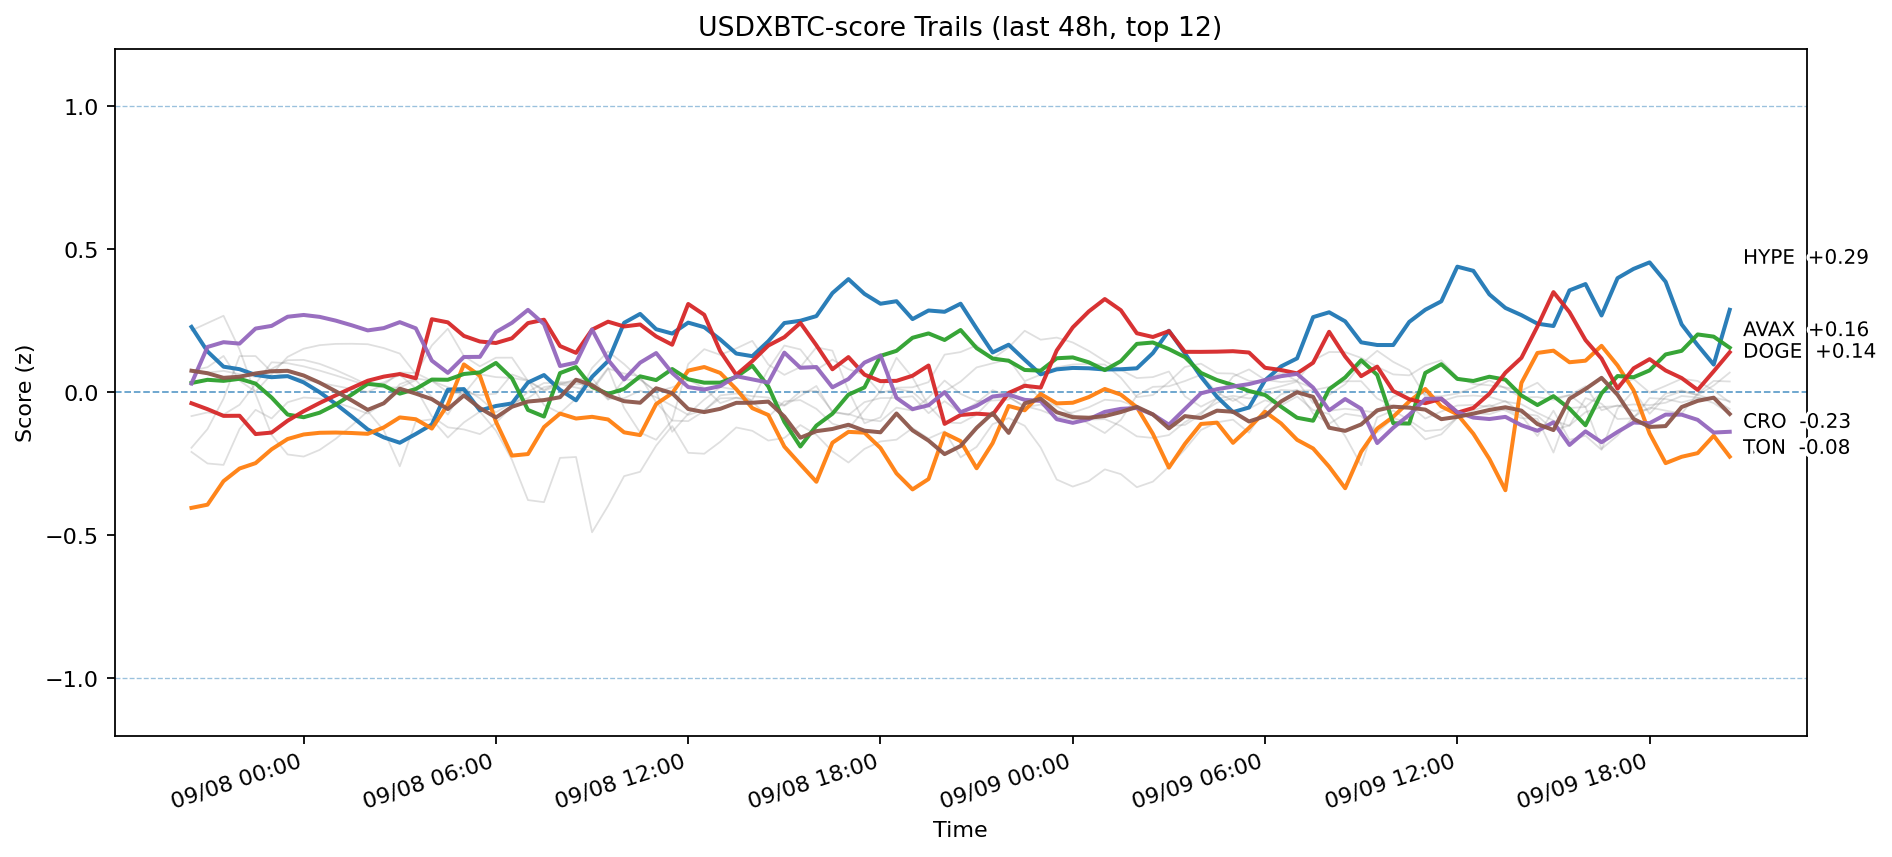 USDXBTC-score Trails (last 48h, top 12)
Score (z)
1.0
0.5
0.0
−0.5
−1.0
HYPE +0.29
AVAX +0.16
DOGE +0.14
CRO -0.23
TON -0.08
09/08 00:00
09/08 06:00
09/08 12:00
09/08 18:00
09/09 00:00
09/09 06:00
09/09 12:00
09/09 18:00
Time